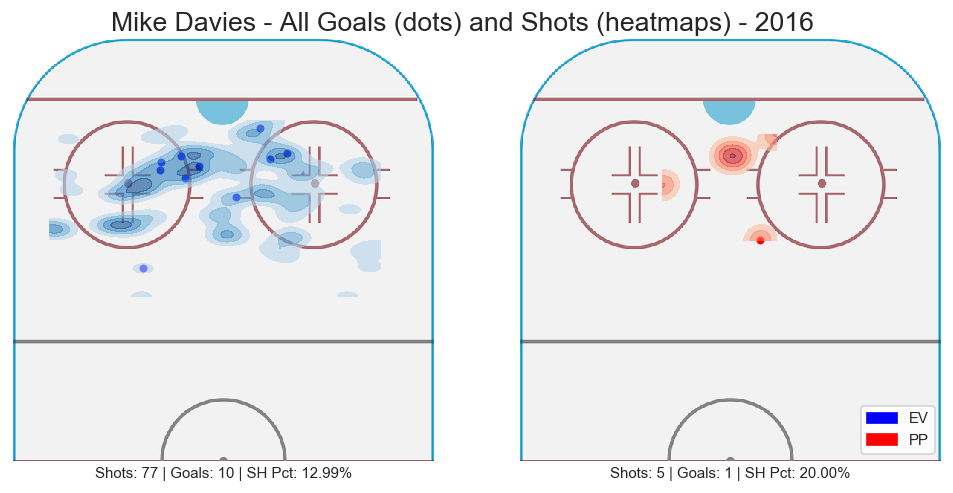 Mike Davies - All Goals (dots) and Shots (heatmaps) - 2016
EV
PP
Shots: 77 | Goals: 10 | SH Pct: 12.99%
Shots: 5 | Goals: 1 | SH Pct: 20.00%